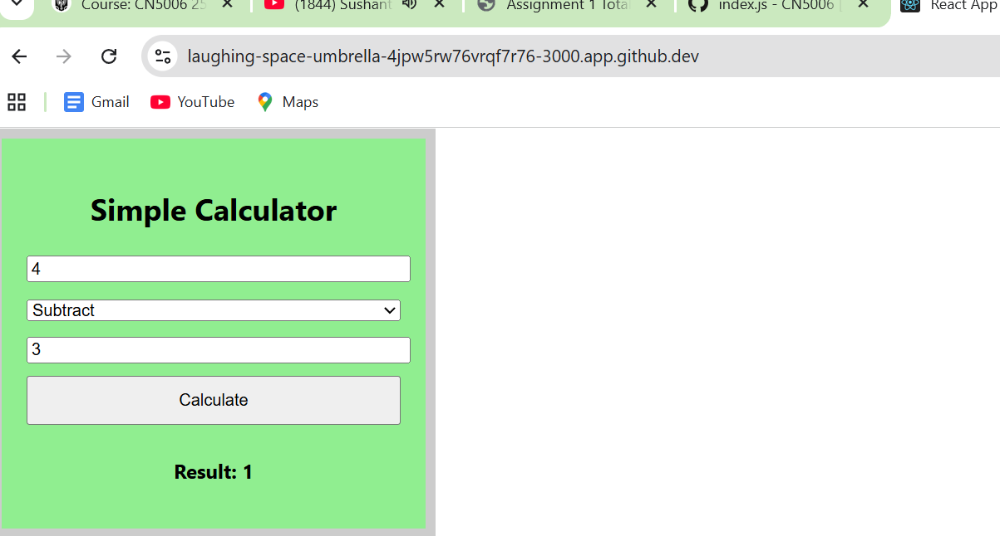 Course: CN5006 25
(1844) Sushant
Assignment 1 Total
index.js - CN5006
React App
laughing-space-umbrella-4jpw5rw76vrqf7r76-3000.app.github.dev
Gmail
YouTube
Maps
Simple Calculator
4
Subtract
3
Calculate
Result: 1